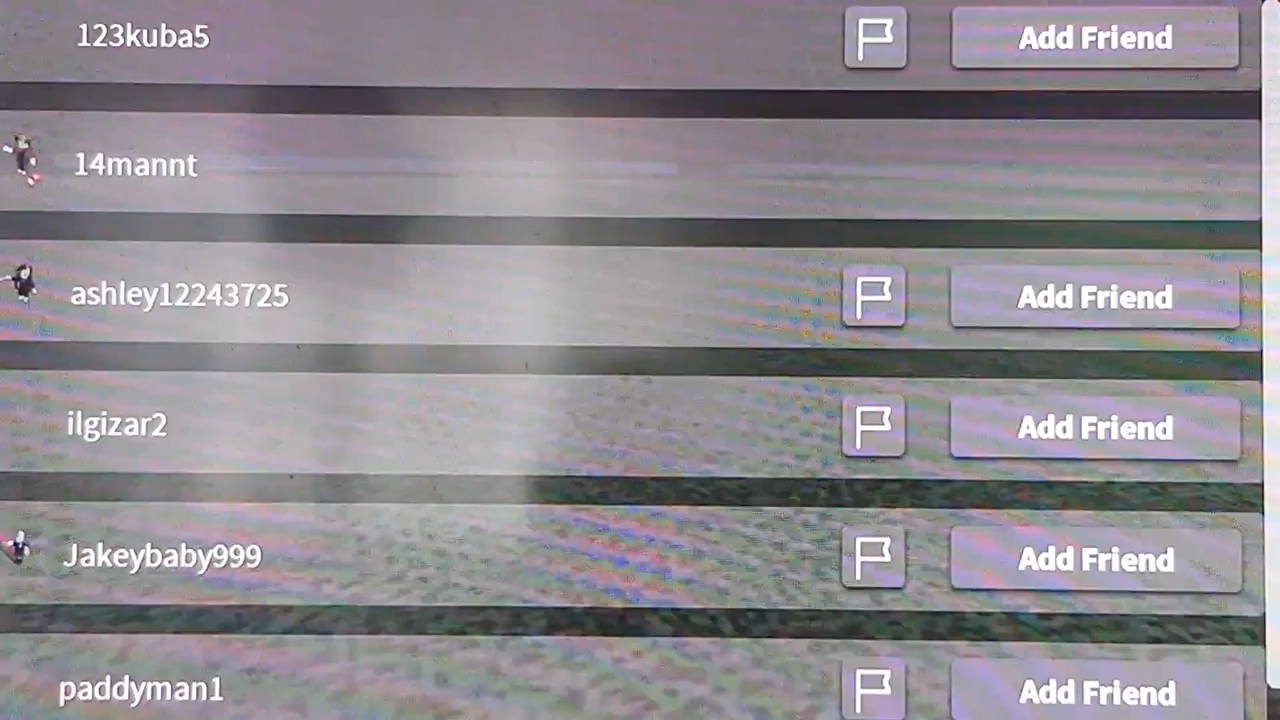 123kuba5 Add Friend
14mannt
ashley12243725 Add Friend
ilgizar2 Add Friend
Jakeybaby999 Add Friend
paddyman1 Add Friend